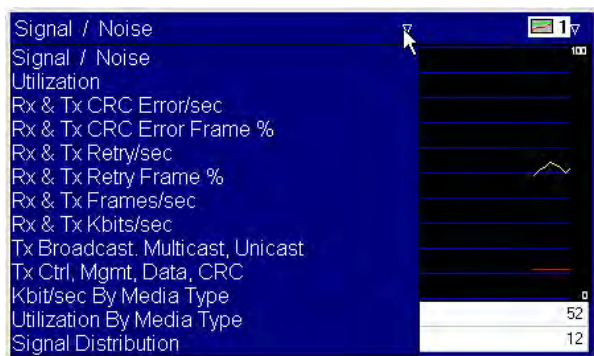 Signal / Noise 1
100
Signal / Noise
Utilization
Rx & Tx CRC Error/sec
Rx & Tx CRC Error Frame %
Rx & Tx Retry/sec
Rx & Tx Retry Frame %
Rx & Tx Frames/sec
Rx & Tx Kbits/sec
Tx Broadcast. Multicast, Unicast
Tx Ctrl, Mgmt, Data, CRC
Kbit/sec By Media Type 0
Utilization By Media Type 52
Signal Distribution 12